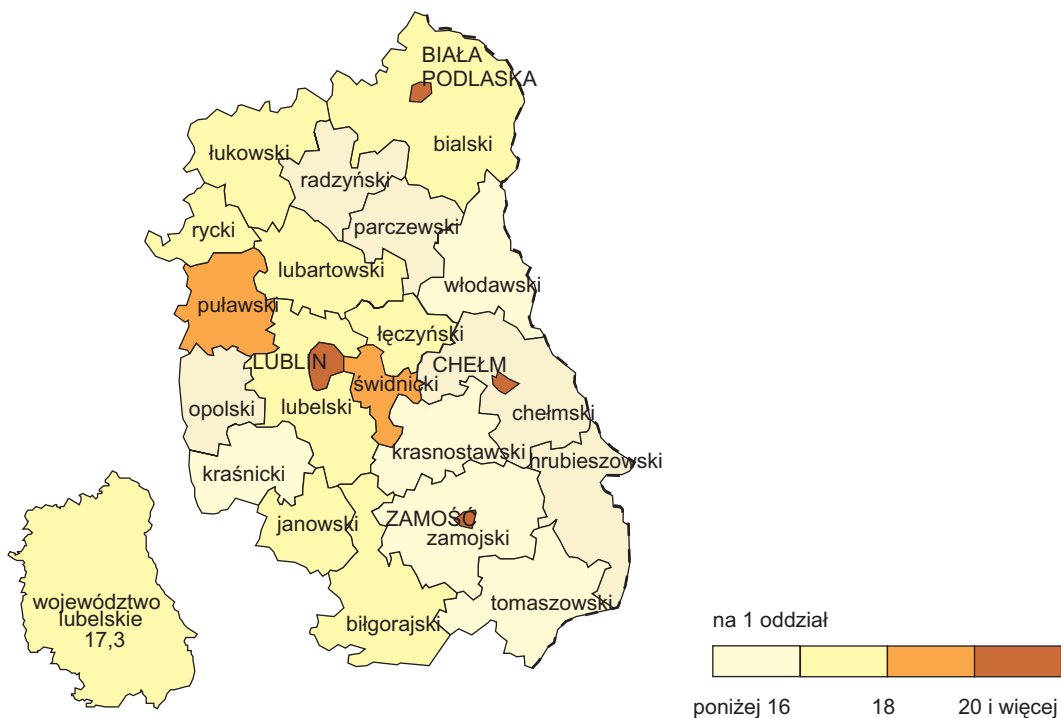 BIAŁA
PODLASKA
bialski
łukowski
radzyński
parczewski
rycki
lubartowski
włodawski
puławski
łęczyński
LUBLIN
świdnicki
CHEŁM
opolski
lubelski
chełmski
krasnostawski
hrubieszowski
kraśnicki
janowski
ZAMOŚĆ
zamojski
tomaszowski
biłgorajski
województwo
lubelskie
17,3
na 1 oddział
poniżej 16 18 20 i więcej